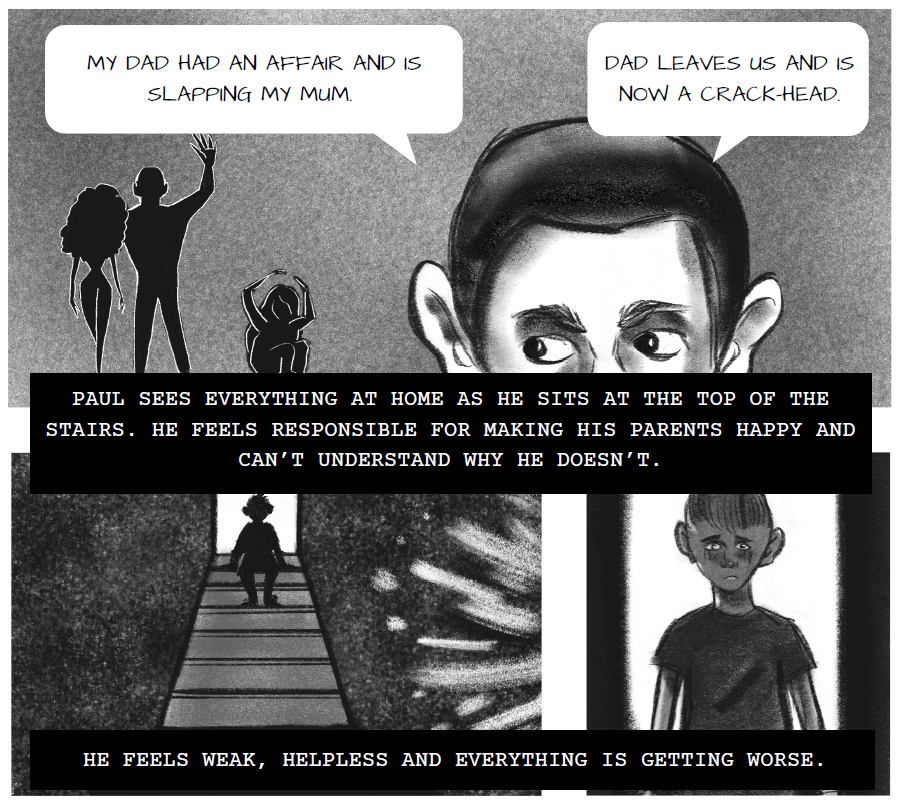 MY DAD HAD AN AFFAIR AND IS
SLAPPING MY MUM.
DAD LEAVES US AND IS
NOW A CRACK-HEAD.
PAUL SEES EVERYTHING AT HOME AS HE SITS AT THE TOP OF THE
STAIRS. HE FEELS RESPONSIBLE FOR MAKING HIS PARENTS HAPPY AND
CAN’T UNDERSTAND WHY HE DOESN’T.
HE FEELS WEAK, HELPLESS AND EVERYTHING IS GETTING WORSE.